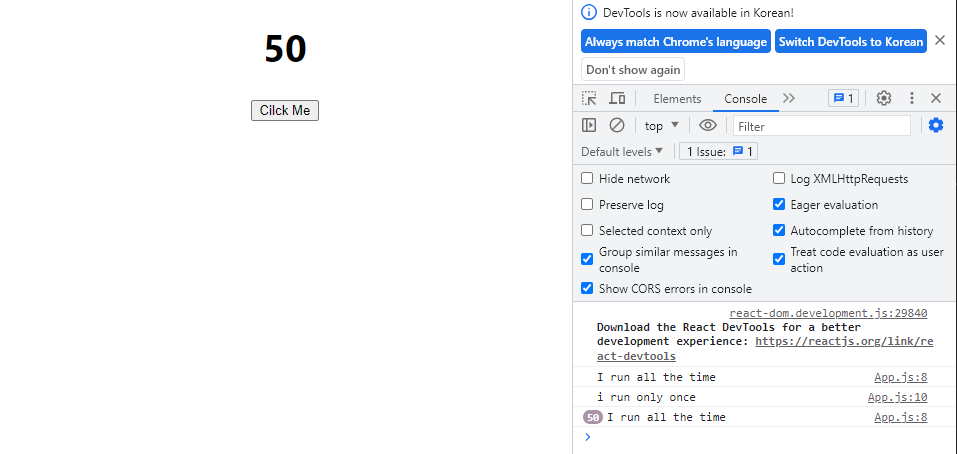 50
Cilck Me
DevTools is now available in Korean!
Always match Chrome's language
Switch DevTools to Korean
Don't show again
Elements
Console
1
top
Filter
Default levels
1 Issue:
1
Hide network
Log XMLHttpRequests
Preserve log
Eager evaluation
Selected context only
Autocomplete from history
Group similar messages in
console
Treat code evaluation as user
action
Show CORS errors in console
react-dom.development.js:29840
Download the React DevTools for a better
development experience: https://reactjs.org/link/re
act-devtools
I run all the time App.js:8
i run only once App.js:10
50 I run all the time App.js:8